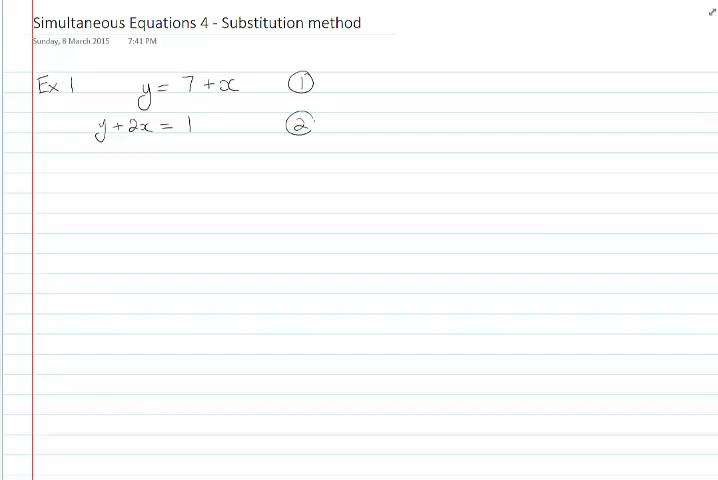 Simultaneous Equations 4 - Substitution method
Sunday, 8 March 2015 7:41 PM
Ex 1 y = 7 + x ①
y + 2x = 1 ②